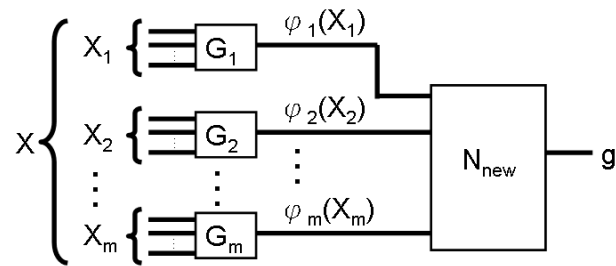 X
X₁ G₁ φ₁(X₁)
X₂ G₂ φ₂(X₂)
Xₘ Gₘ φₘ(Xₘ)
Nₙₑw
g